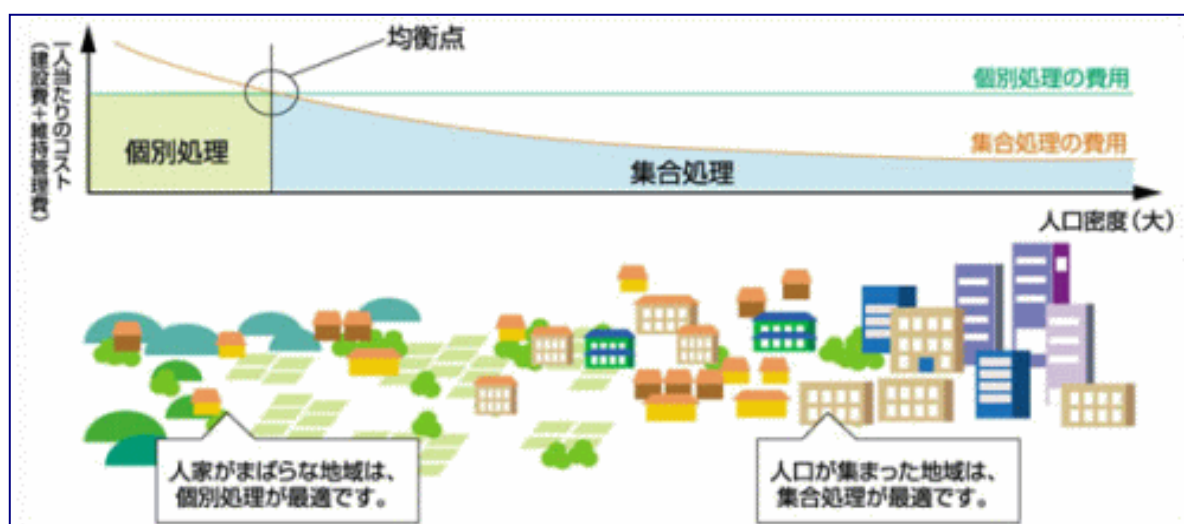 一人当たりのコスト
(建設費+維持管理費)
均衡点
個別処理の費用
集合処理の費用
個別処理
集合処理
人口密度(大)
人家がまばらな地域は、
個別処理が最適です。
人口が集まった地域は、
集合処理が最適です。